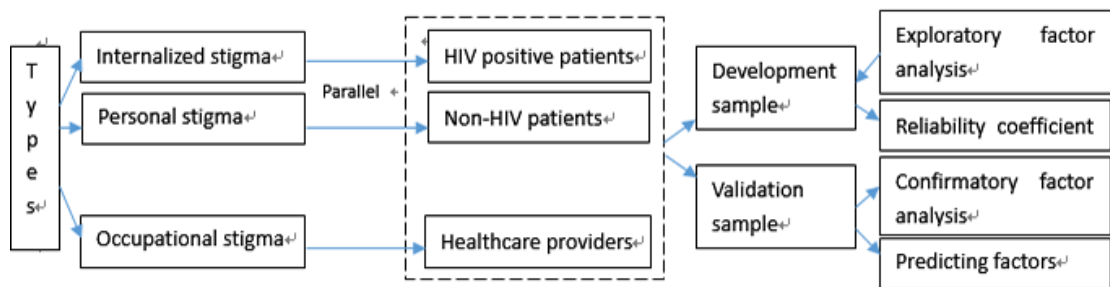 Types
Internalized stigma
Personal stigma
Occupational stigma
Parallel
HIV positive patients
Non-HIV patients
Healthcare providers
Development
sample
Validation
sample
Exploratory factor
analysis
Reliability coefficient
Confirmatory factor
analysis
Predicting factors